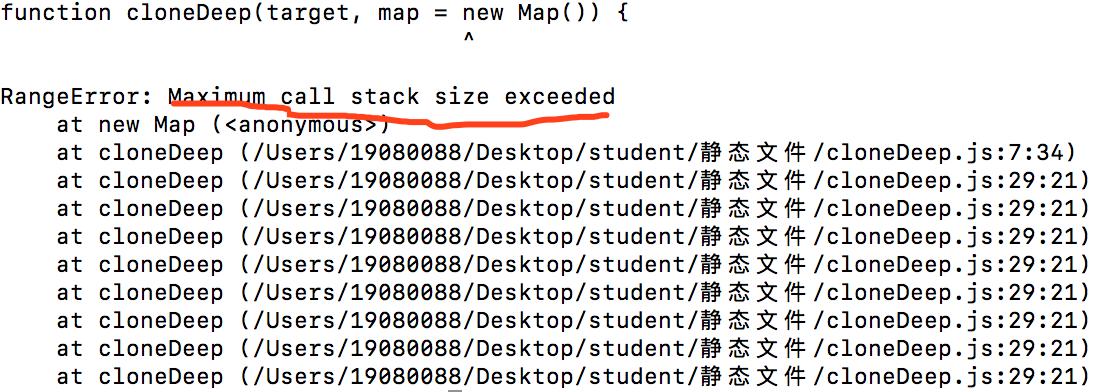 function cloneDeep(target, map = new Map()) {
^
RangeError: Maximum call stack size exceeded
at new Map (<anonymous>)
at cloneDeep (/Users/19080088/Desktop/student/静态文件/cloneDeep.js:7:34)
at cloneDeep (/Users/19080088/Desktop/student/静态文件/cloneDeep.js:29:21)
at cloneDeep (/Users/19080088/Desktop/student/静态文件/cloneDeep.js:29:21)
at cloneDeep (/Users/19080088/Desktop/student/静态文件/cloneDeep.js:29:21)
at cloneDeep (/Users/19080088/Desktop/student/静态文件/cloneDeep.js:29:21)
at cloneDeep (/Users/19080088/Desktop/student/静态文件/cloneDeep.js:29:21)
at cloneDeep (/Users/19080088/Desktop/student/静态文件/cloneDeep.js:29:21)
at cloneDeep (/Users/19080088/Desktop/student/静态文件/cloneDeep.js:29:21)
at cloneDeep (/Users/19080088/Desktop/student/静态文件/cloneDeep.js:29:21)